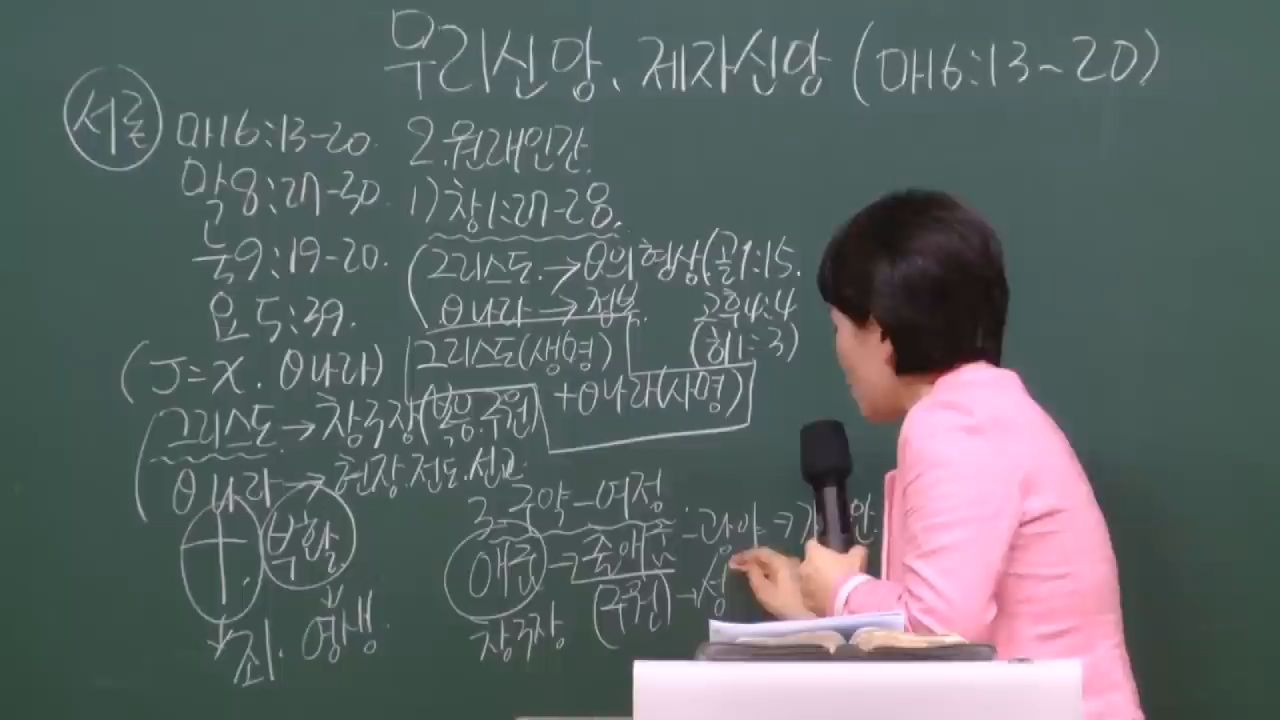 우리신앙、제자신앙 (마16:13~20)
서론
마16:13-20.
막8:27-30.
눅9:19-20.
요5:39.
(J=X. θ나라)
그리스도→창3장(복음.구원)
θ나라→현장전도.선교
부활
죄. 영생
2.원래인간.
1)창1:27-28.
그리스도.→θ의형상(골1:15.
고후4:4
(히1:3)
θ나라→정복.
그리스도(생명)
+θ나라(사명)
3.구약-여정
애굽→출애굽-광야→
(구원)→성
창3장